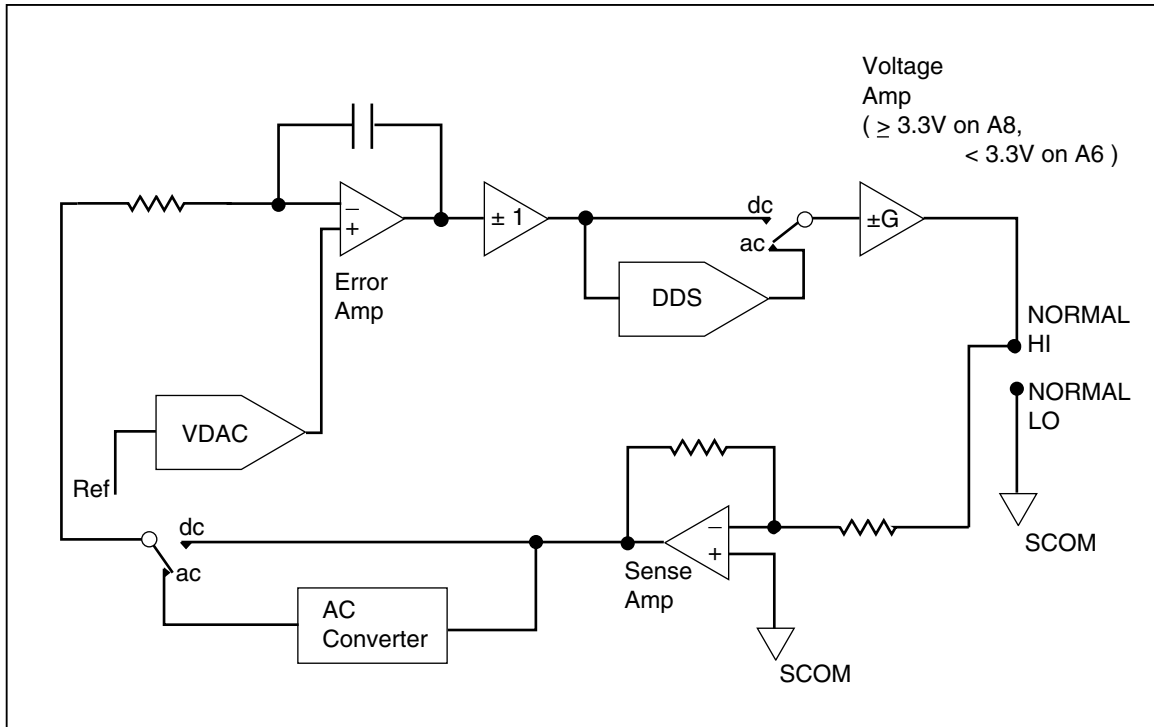 Voltage
Amp
( ≥ 3.3V on A8,
< 3.3V on A6 )
−
+
Error
Amp
± 1
dc
ac
±G
DDS
NORMAL
HI
NORMAL
LO
VDAC
Ref
SCOM
dc
ac
−
+
Sense
Amp
AC
Converter
SCOM